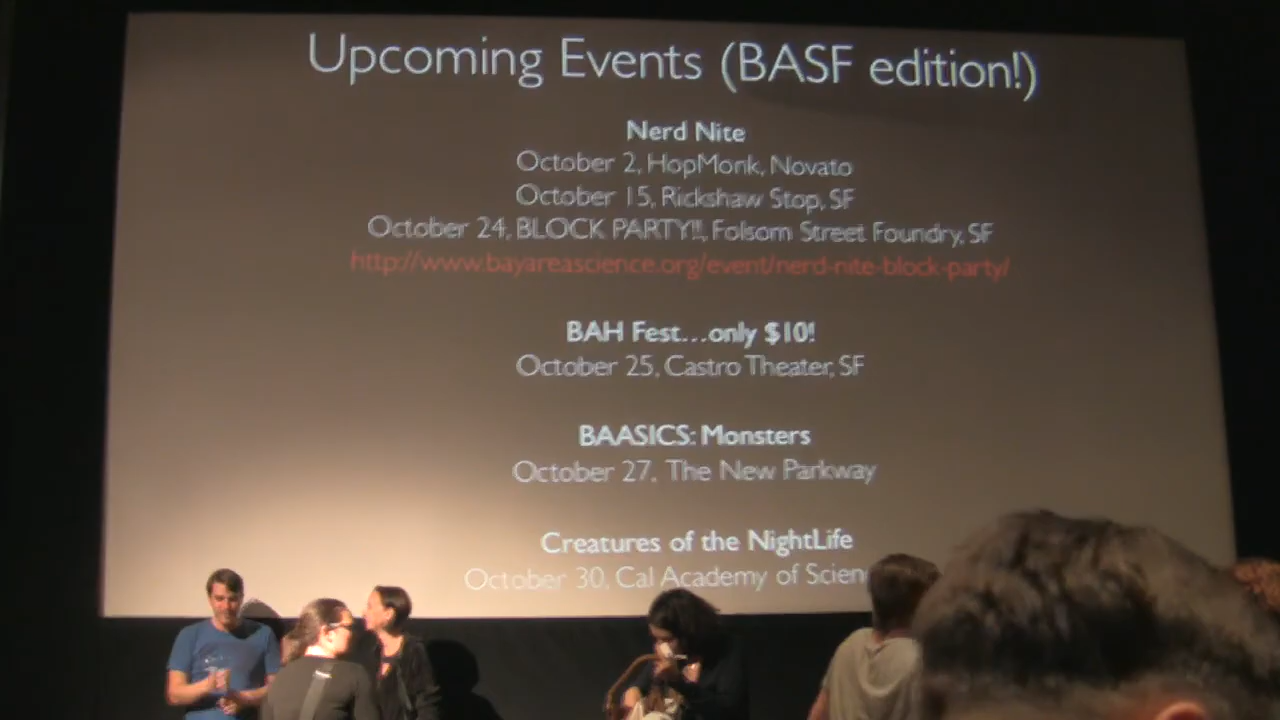 Upcoming Events (BASF edition!)
Nerd Nite
October 2, HopMonk, Novato
October 15, Rickshaw Stop, SF
October 24, BLOCK PARTY!!, Folsom Street Foundry, SF
http://www.bayareascience.org/event/nerd-nite-block-party/
BAH Fest...only $10!
October 25, Castro Theater, SF
BAASICS: Monsters
October 27, The New Parkway
Creatures of the NightLife
October 30, Cal Academy of Scien